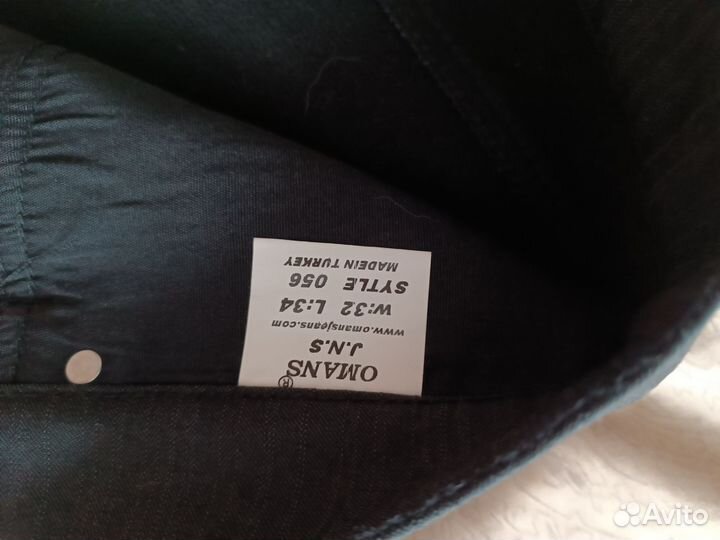 OMANS®
J.N.S
www.omansjeans.com
W:32 L:34
SYTLE 056
MADEIN TURKEY
Avito